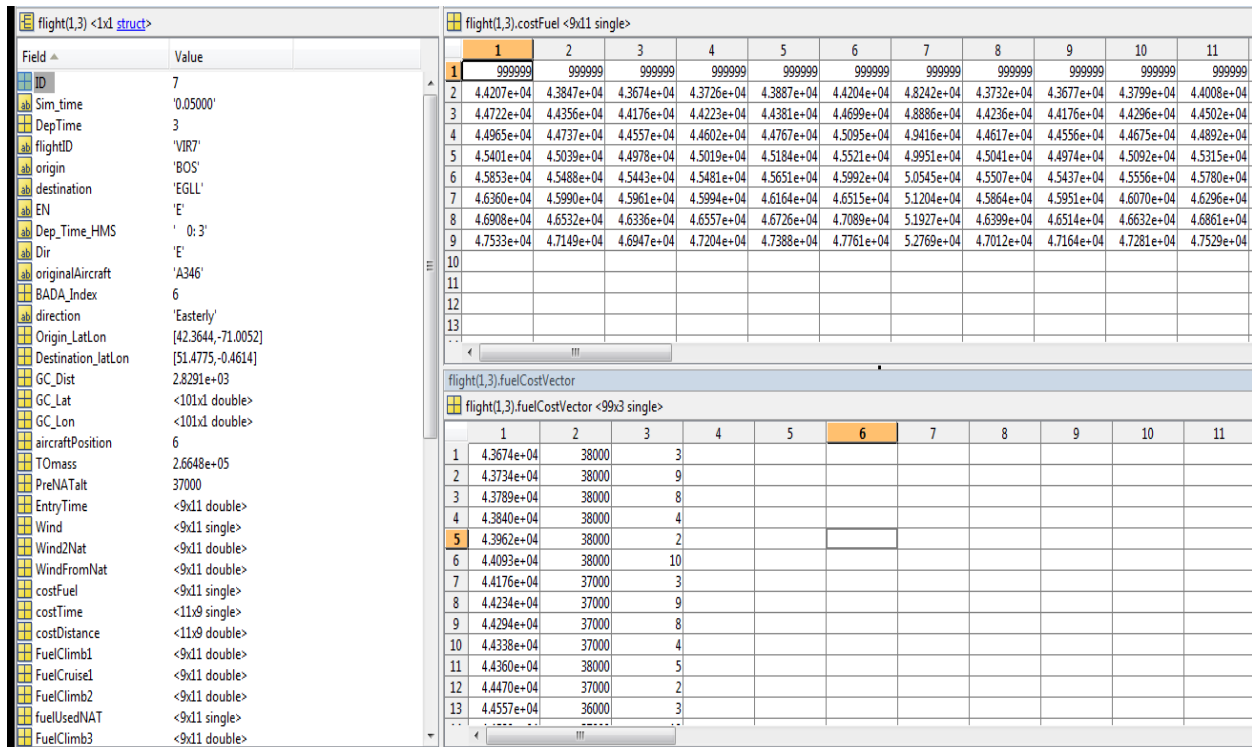 flight(1,3) <1x1 struct>
Field Value
ID 7
Sim_time '0.05000'
DepTime 3
flightID 'VIR7'
origin 'BOS'
destination 'EGLL'
EN 'E'
Dep_Time_HMS ' 0: 3'
Dir 'E'
originalAircraft 'A346'
BADA_Index 6
direction 'Easterly'
Origin_LatLon [42.3644,-71.0052]
Destination_latLon [51.4775,-0.4614]
GC_Dist 2.8291e+03
GC_Lat <101x1 double>
GC_Lon <101x1 double>
aircraftPosition 6
TOmass 2.6648e+05
PreNATalt 37000
EntryTime <9x11 double>
Wind <9x11 single>
Wind2Nat <9x11 double>
WindFromNat <9x11 double>
costFuel <9x11 single>
costTime <11x9 single>
costDistance <11x9 double>
FuelClimb1 <9x11 double>
FuelCruise1 <9x11 double>
FuelClimb2 <9x11 double>
fuelUsedNAT <9x11 single>
FuelClimb3 <9x11 double>
flight(1,3).costFuel <9x11 single>
1 2 3 4 5 6 7 8 9 10 11
1 999999 999999 999999 999999 999999 999999 999999 999999 999999 999999 999999
2 4.4207e+04 4.3847e+04 4.3674e+04 4.3726e+04 4.3887e+04 4.4204e+04 4.8242e+04 4.3732e+04 4.3677e+04 4.3799e+04 4.4008e+04
3 4.4722e+04 4.4356e+04 4.4176e+04 4.4223e+04 4.4381e+04 4.4699e+04 4.8886e+04 4.4236e+04 4.4176e+04 4.4296e+04 4.4502e+04
4 4.4965e+04 4.4737e+04 4.4557e+04 4.4602e+04 4.4767e+04 4.5095e+04 4.9416e+04 4.4617e+04 4.4556e+04 4.4675e+04 4.4892e+04
5 4.5401e+04 4.5039e+04 4.4978e+04 4.5019e+04 4.5184e+04 4.5521e+04 4.9951e+04 4.5041e+04 4.4974e+04 4.5092e+04 4.5315e+04
6 4.5853e+04 4.5488e+04 4.5443e+04 4.5481e+04 4.5651e+04 4.5992e+04 5.0545e+04 4.5507e+04 4.5437e+04 4.5556e+04 4.5780e+04
7 4.6360e+04 4.5990e+04 4.5961e+04 4.5994e+04 4.6164e+04 4.6515e+04 5.1204e+04 4.5864e+04 4.5951e+04 4.6070e+04 4.6296e+04
8 4.6908e+04 4.6532e+04 4.6336e+04 4.6557e+04 4.6726e+04 4.7089e+04 5.1927e+04 4.6399e+04 4.6514e+04 4.6632e+04 4.6861e+04
9 4.7533e+04 4.7149e+04 4.6947e+04 4.7204e+04 4.7388e+04 4.7761e+04 5.2769e+04 4.7012e+04 4.7164e+04 4.7281e+04 4.7529e+04
10
11
12
13
flight(1,3).fuelCostVector
flight(1,3).fuelCostVector <99x3 single>
1 2 3 4 5 6 7 8 9 10 11
1 4.3674e+04 38000 3
2 4.3734e+04 38000 9
3 4.3789e+04 38000 8
4 4.3840e+04 38000 4
5 4.3962e+04 38000 2
6 4.4093e+04 38000 10
7 4.4176e+04 37000 3
8 4.4234e+04 37000 9
9 4.4294e+04 37000 8
10 4.4338e+04 37000 4
11 4.4360e+04 38000 5
12 4.4470e+04 37000 2
13 4.4557e+04 36000 3